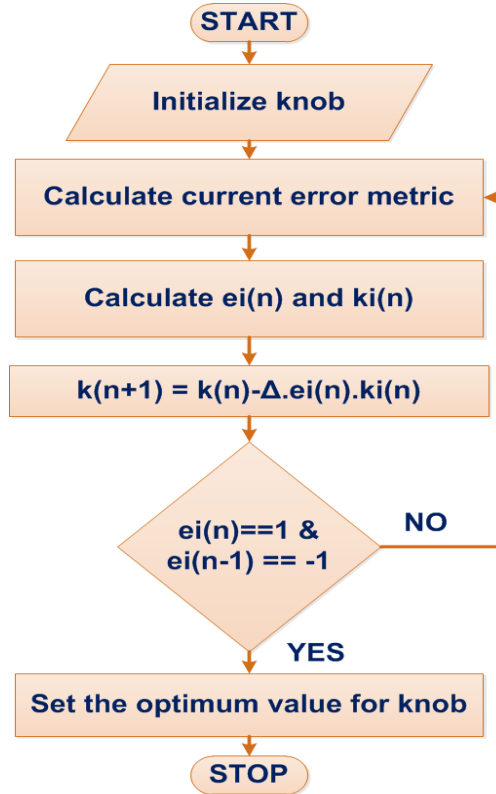 START
Initialize knob
Calculate current error metric
Calculate ei(n) and ki(n)
k(n+1) = k(n)-Δ.ei(n).ki(n)
ei(n)==1 &
ei(n-1) == -1
NO
YES
Set the optimum value for knob
STOP